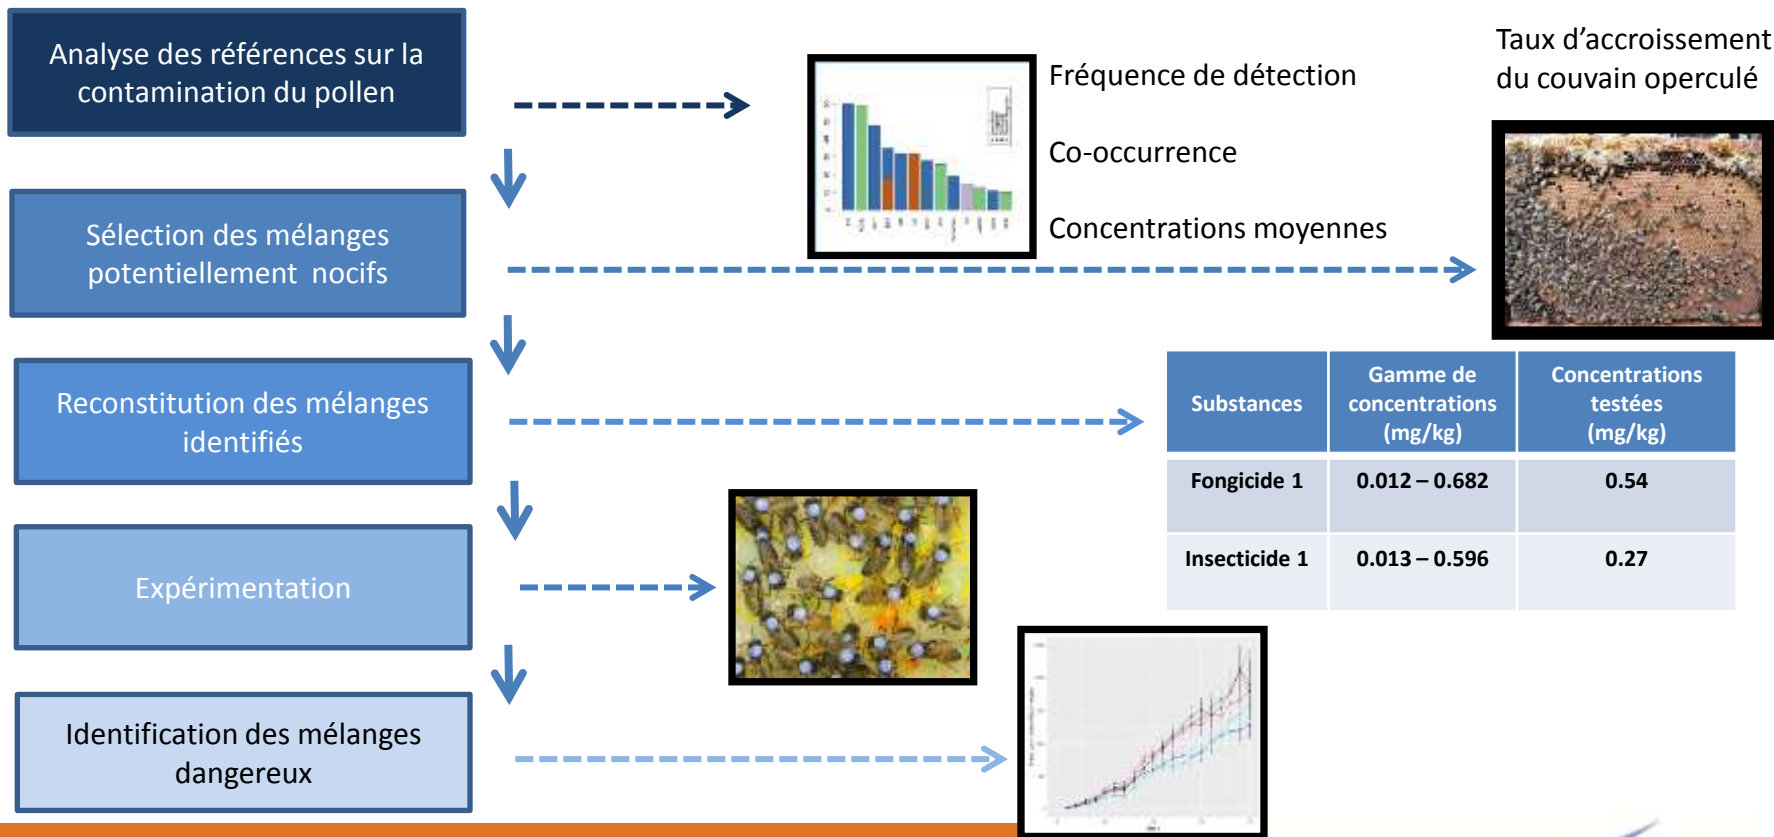 Analyse des références sur la
contamination du pollen
Fréquence de détection
Co-occurrence
Concentrations moyennes
Taux d'accroissement
du couvain operculé
Sélection des mélanges
potentiellement nocifs
Reconstitution des mélanges
identifiés
Substances
Gamme de
concentrations
(mg/kg)
Concentrations
testées
(mg/kg)
Fongicide 1
0.012 – 0.682
0.54
Insecticide 1
0.013 – 0.596
0.27
Expérimentation
Identification des mélanges
dangereux